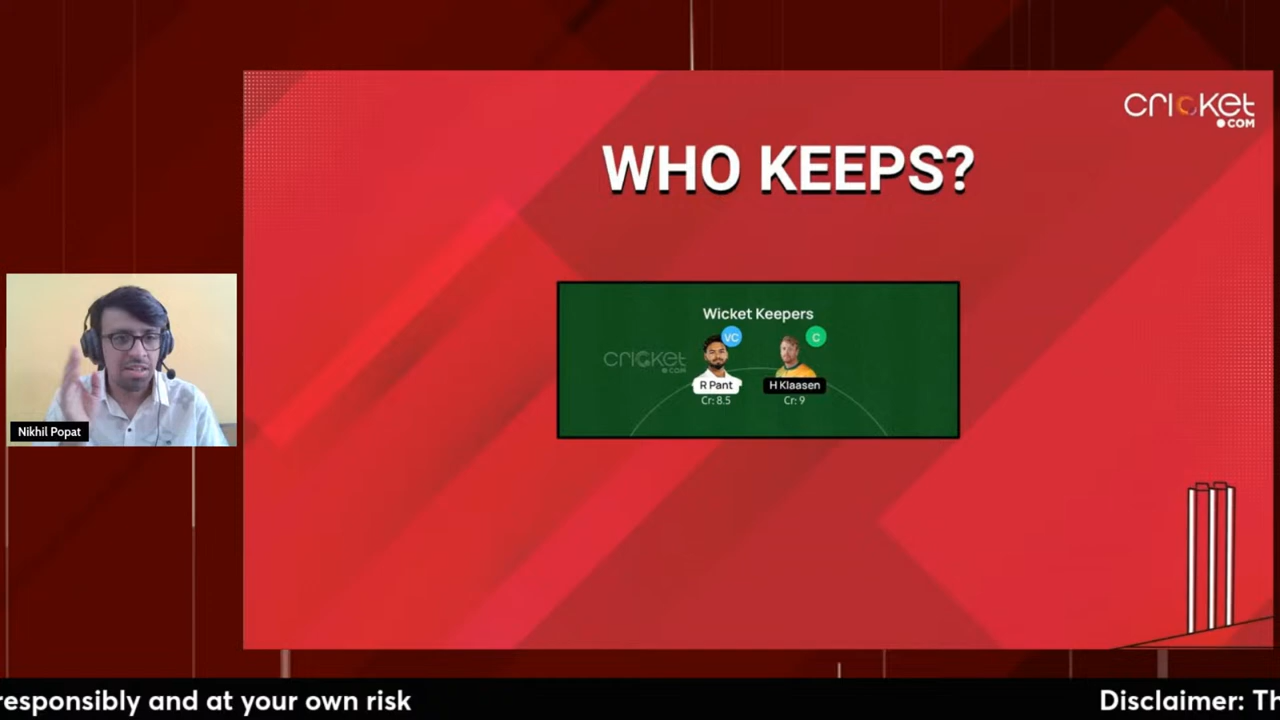 cricket
.COM
WHO KEEPS?
Wicket Keepers
VC
C
cricket
.COM
R Pant
H Klaasen
Cr: 8.5
Cr: 9
Nikhil Popat
responsibly and at your own risk
Disclaimer: Th